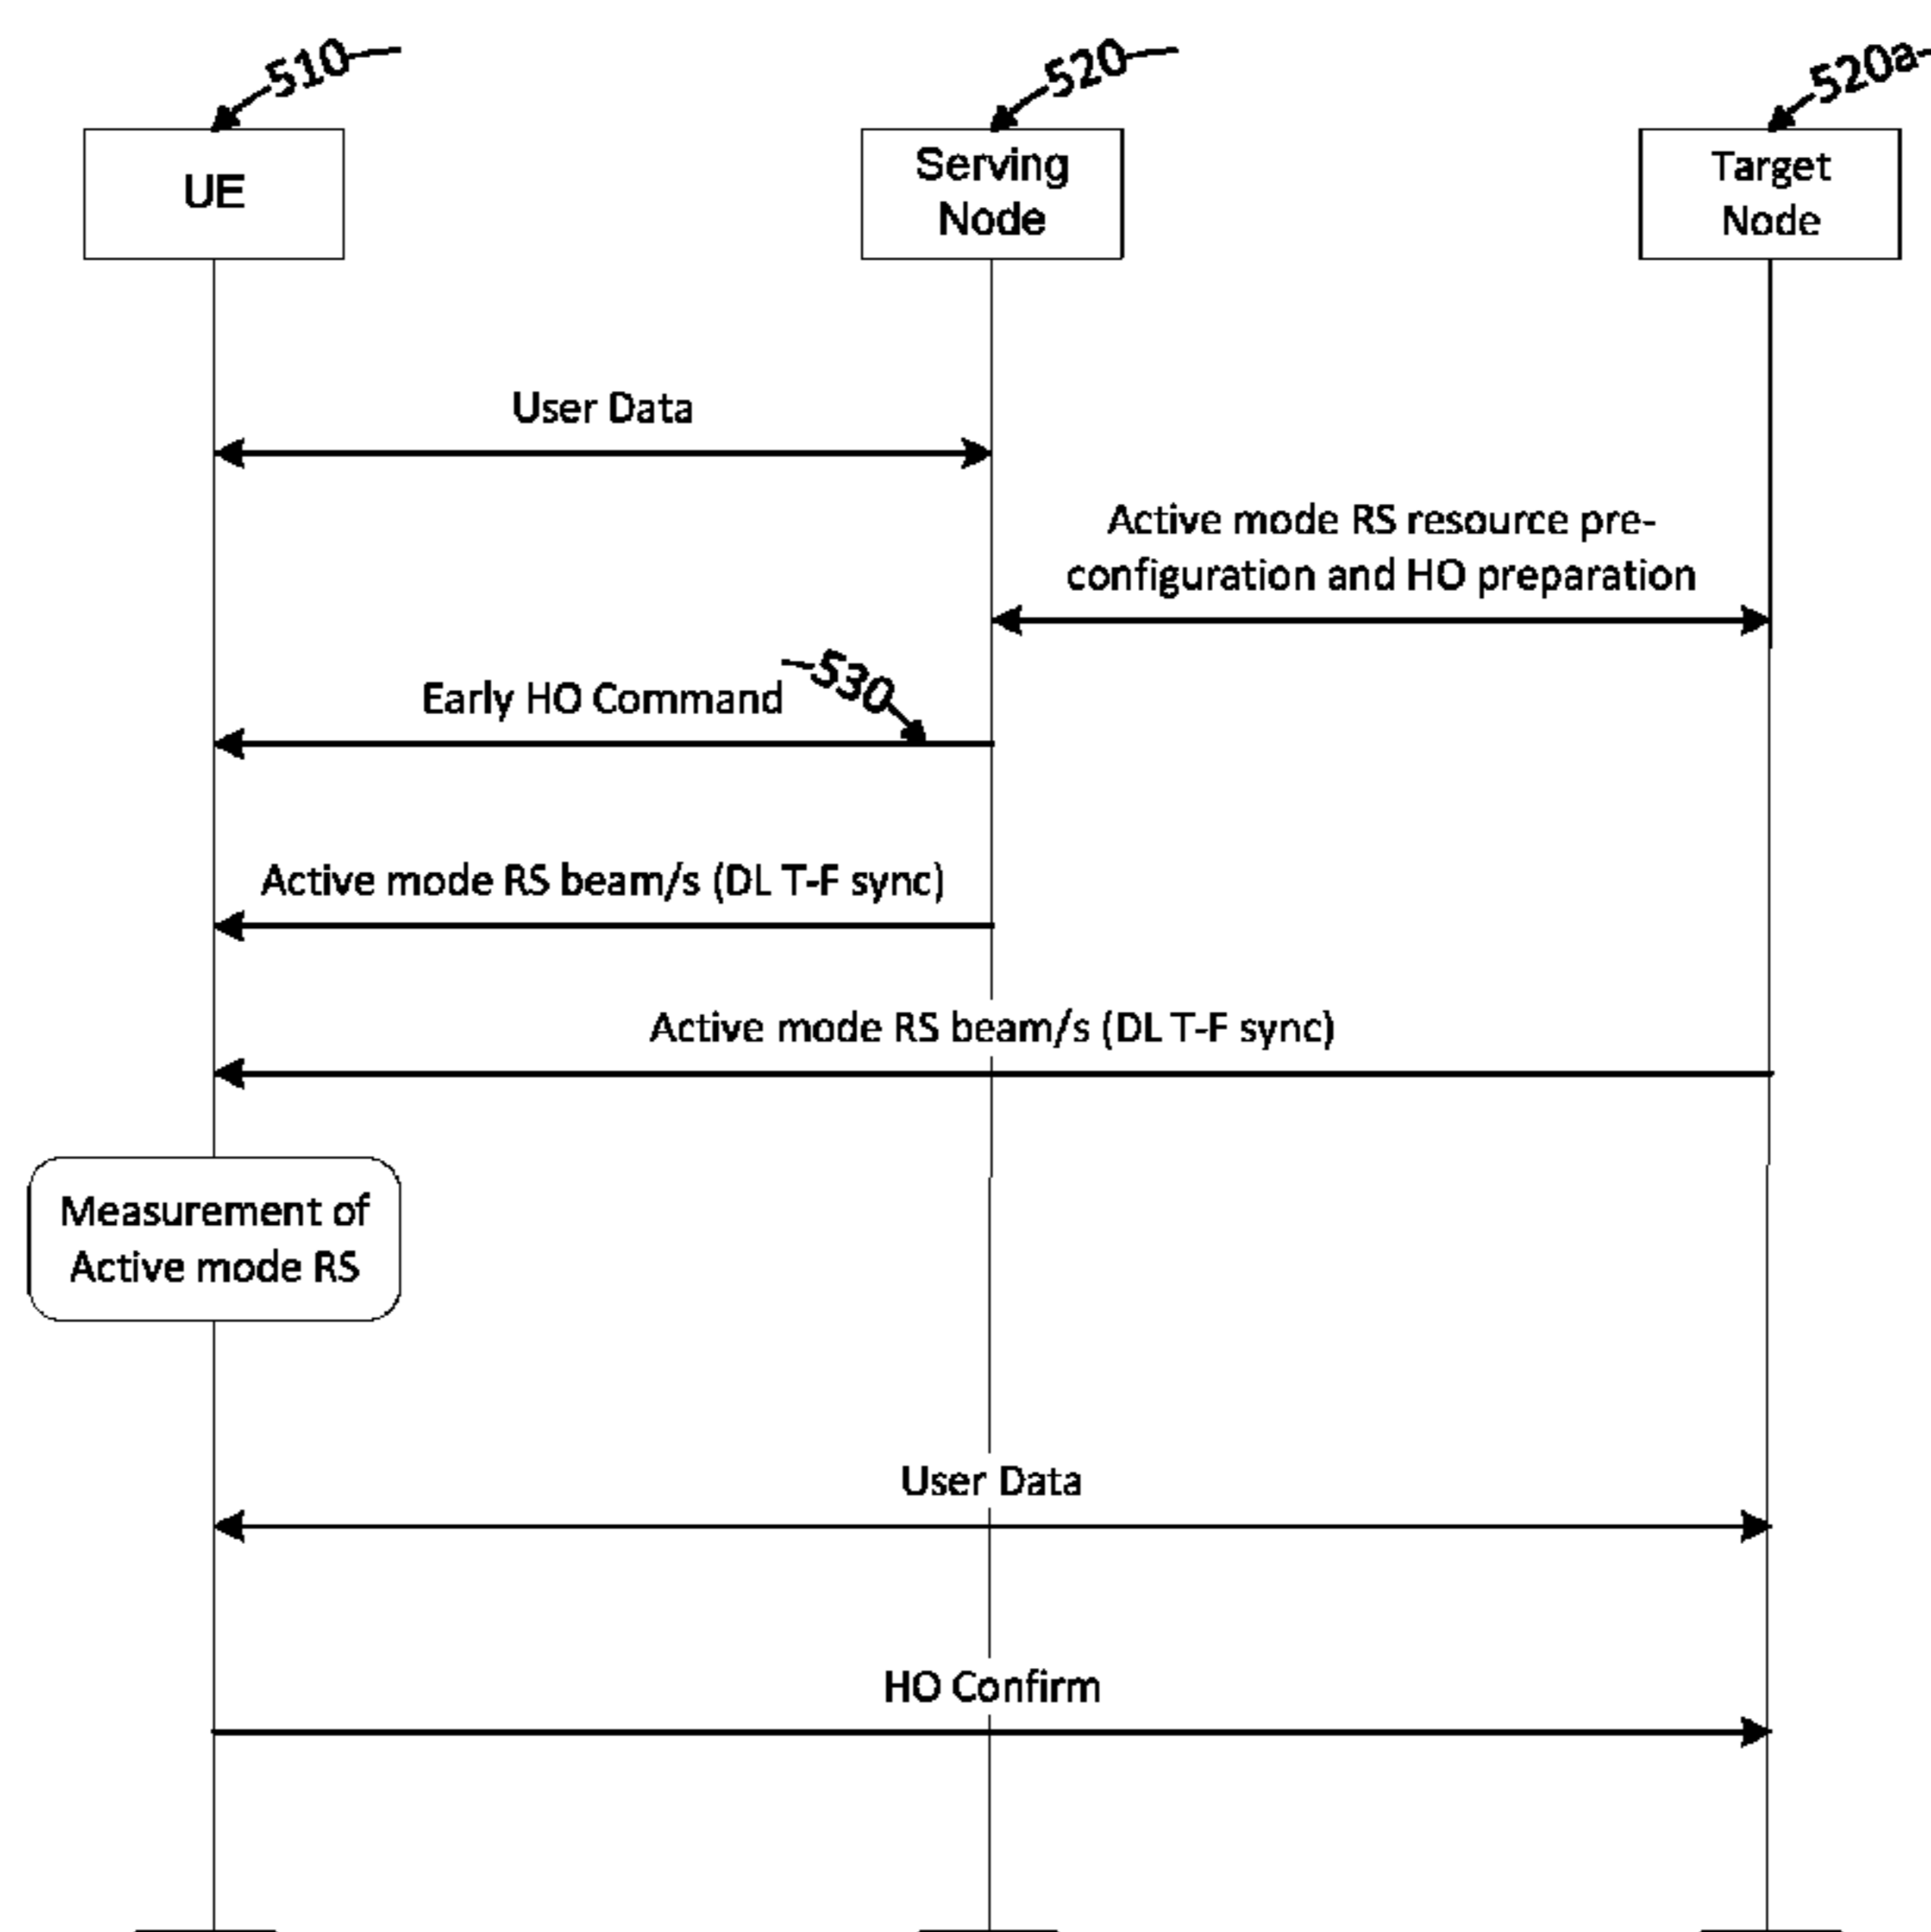 510
520
520a
UE
Serving
Node
Target
Node
User Data
Active mode RS resource pre-
configuration and HO preparation
530
Early HO Command
Active mode RS beam/s (DL T-F sync)
Active mode RS beam/s (DL T-F sync)
Measurement of
Active mode RS
User Data
HO Confirm